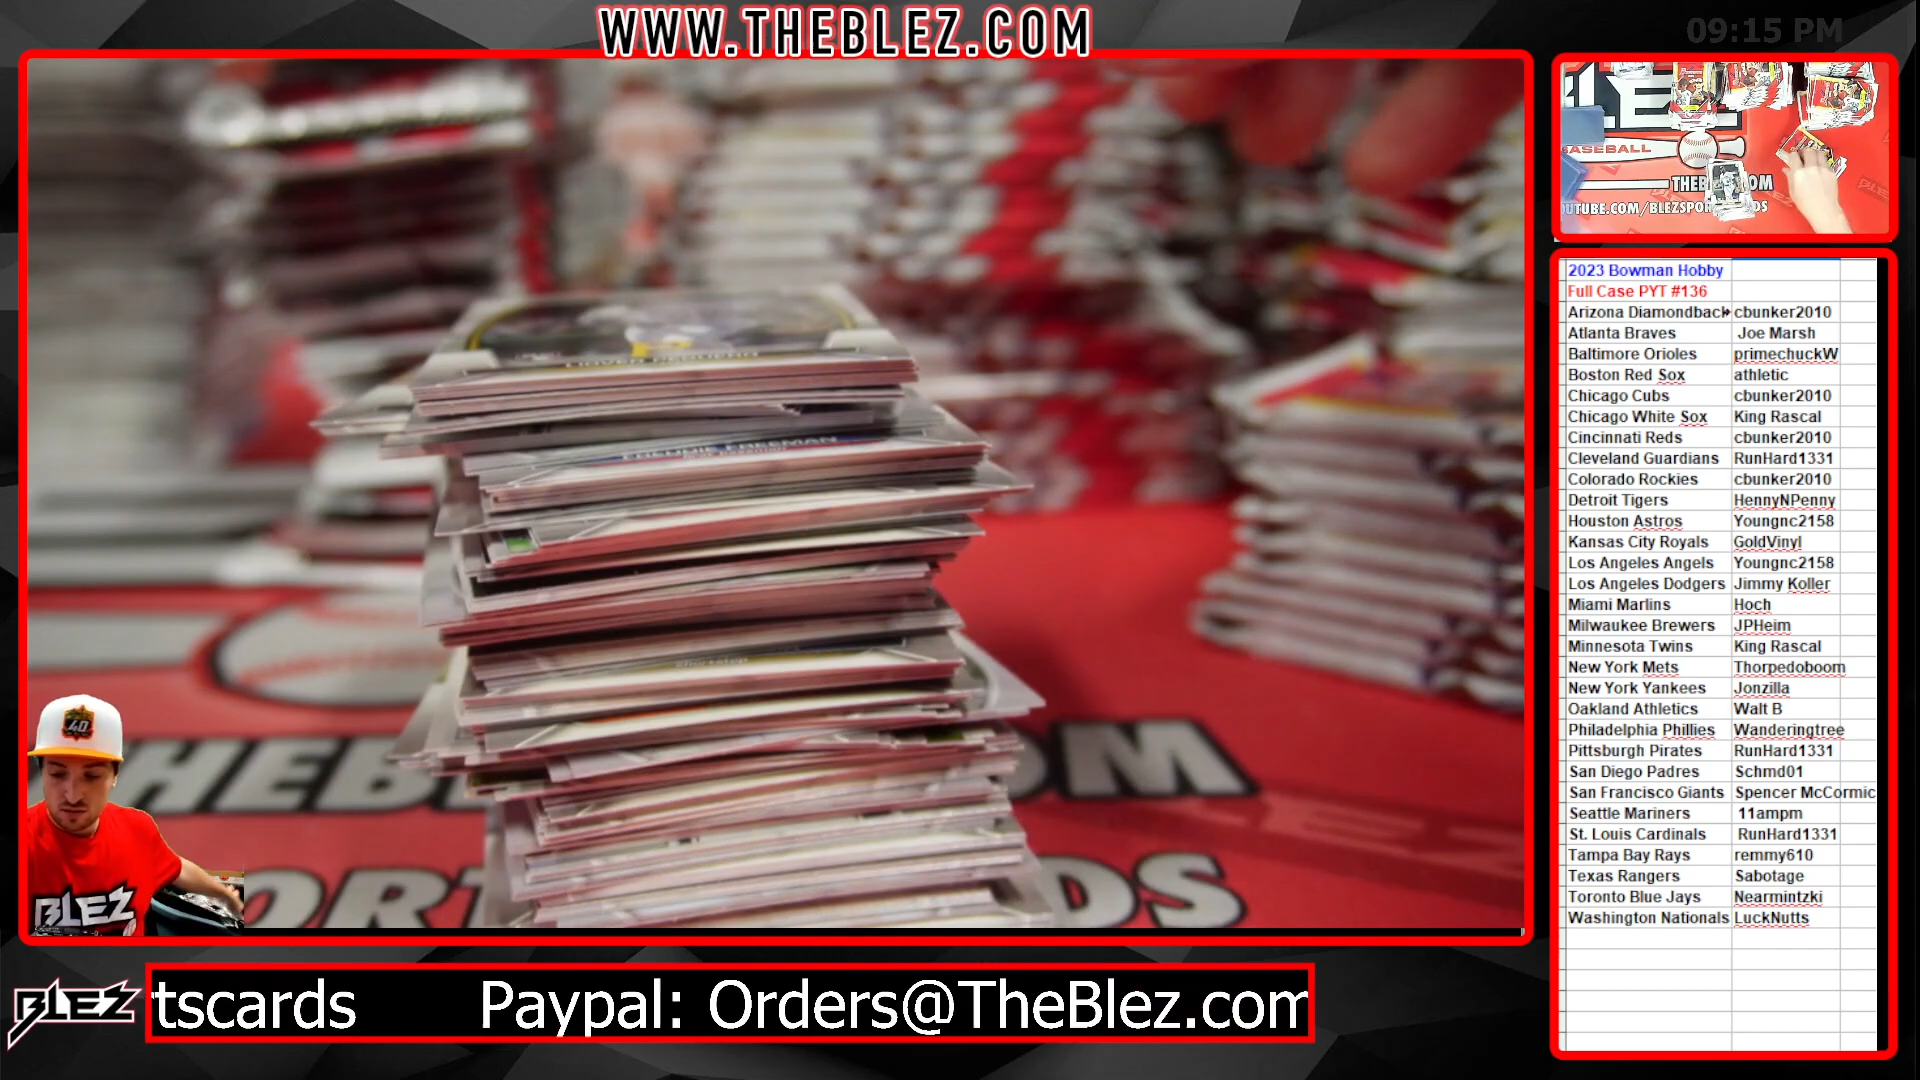 WWW.THEBLEZ.COM
09:15 PM
BASEBALL
2023 Bowman Hobby
Full Case PYT #136
Arizona Diamondback cbunker2010
Atlanta Braves Joe Marsh
Baltimore Orioles primechuckW
Boston Red Sox athletic
Chicago Cubs cbunker2010
Chicago White Sox King Rascal
Cincinnati Reds cbunker2010
Cleveland Guardians RunHard1331
Colorado Rockies cbunker2010
Detroit Tigers HennyNPenny
Houston Astros Youngnc2158
Kansas City Royals GoldVinyl
Los Angeles Angels Youngnc2158
Los Angeles Dodgers Jimmy Koller
Miami Marlins Hoch
Milwaukee Brewers JPHeim
Minnesota Twins King Rascal
New York Mets Thorpedoboom
New York Yankees Jonzilla
Oakland Athletics Walt B
Philadelphia Phillies Wanderingtree
Pittsburgh Pirates RunHard1331
San Diego Padres Schmd01
San Francisco Giants Spencer McCormic
Seattle Mariners 11ampm
St. Louis Cardinals RunHard1331
Tampa Bay Rays remmy610
Texas Rangers Sabotage
Toronto Blue Jays Nearmintzki
Washington Nationals LuckNutts
FREDDIE FREEMAN
BLEZ
BLEZ
tscards Paypal: Orders@TheBlez.com